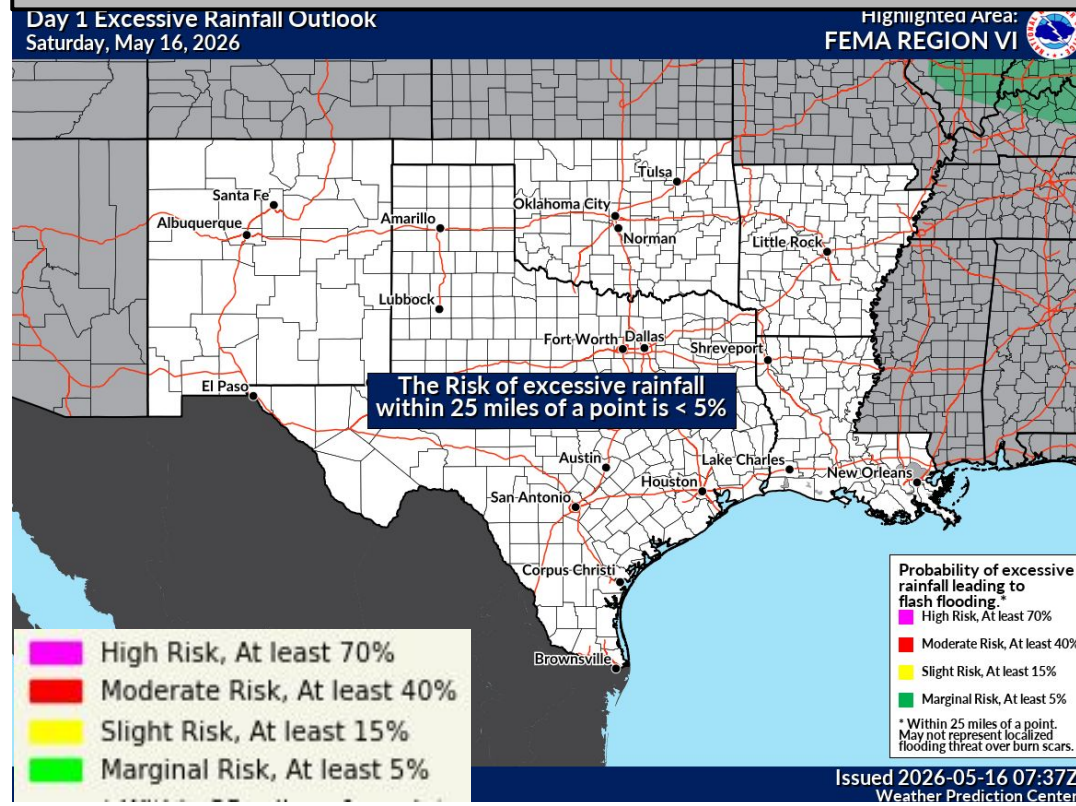 Day 1 Excessive Rainfall Outlook
Saturday, May 16, 2026
Highlighted Area:
FEMA REGION VI
Santa Fe
Albuquerque
Amarillo
Tulsa
Oklahoma City
Norman
Little Rock
Lubbock
Fort Worth
Dallas
Shreveport
El Paso
The Risk of excessive rainfall
within 25 miles of a point is < 5%
Austin
Lake Charles
New Orleans
San Antonio
Houston
Corpus Christi
Brownsville
Probability of excessive
rainfall leading to
flash flooding.*
High Risk, At least 70%
Moderate Risk, At least 40%
Slight Risk, At least 15%
Marginal Risk, At least 5%
* Within 25 miles of a point.
May not represent localized
flooding threat over burn scars.
High Risk, At least 70%
Moderate Risk, At least 40%
Slight Risk, At least 15%
Marginal Risk, At least 5%
Issued 2026-05-16 07:37Z
Weather Prediction Center